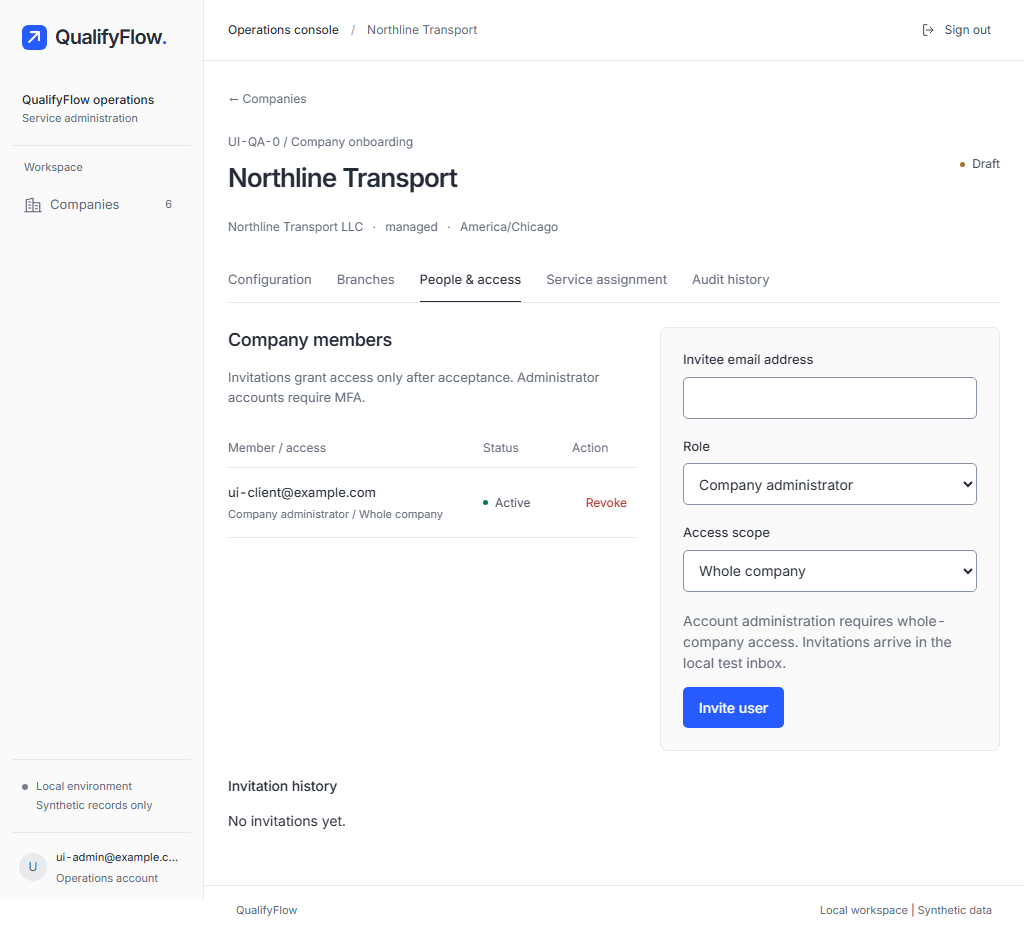 QualifyFlow.
QualifyFlow operations
Service administration
Workspace
Companies 6
Local environment
Synthetic records only
U
ui-admin@example.c...
Operations account
Operations console / Northline Transport
Sign out
← Companies
UI-QA-0 / Company onboarding
Northline Transport
Draft
Northline Transport LLC · managed · America/Chicago
Configuration Branches People & access Service assignment Audit history
Company members
Invitations grant access only after acceptance. Administrator
accounts require MFA.
Member / access Status Action
ui-client@example.com
Company administrator / Whole company
Active
Revoke
Invitee email address
Role
Company administrator
Access scope
Whole company
Account administration requires whole-
company access. Invitations arrive in the
local test inbox.
Invite user
Invitation history
No invitations yet.
QualifyFlow
Local workspace | Synthetic data